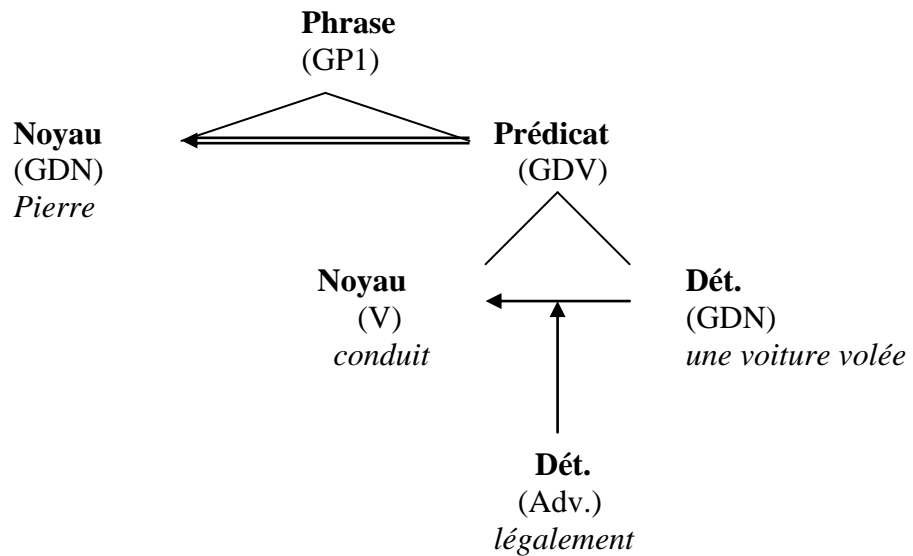 Phrase
(GP1)
Noyau
(GDN)
Pierre
Prédicat
(GDV)
Noyau
(V)
conduit
Dét.
(GDN)
une voiture volée
Dét.
(Adv.)
légalement